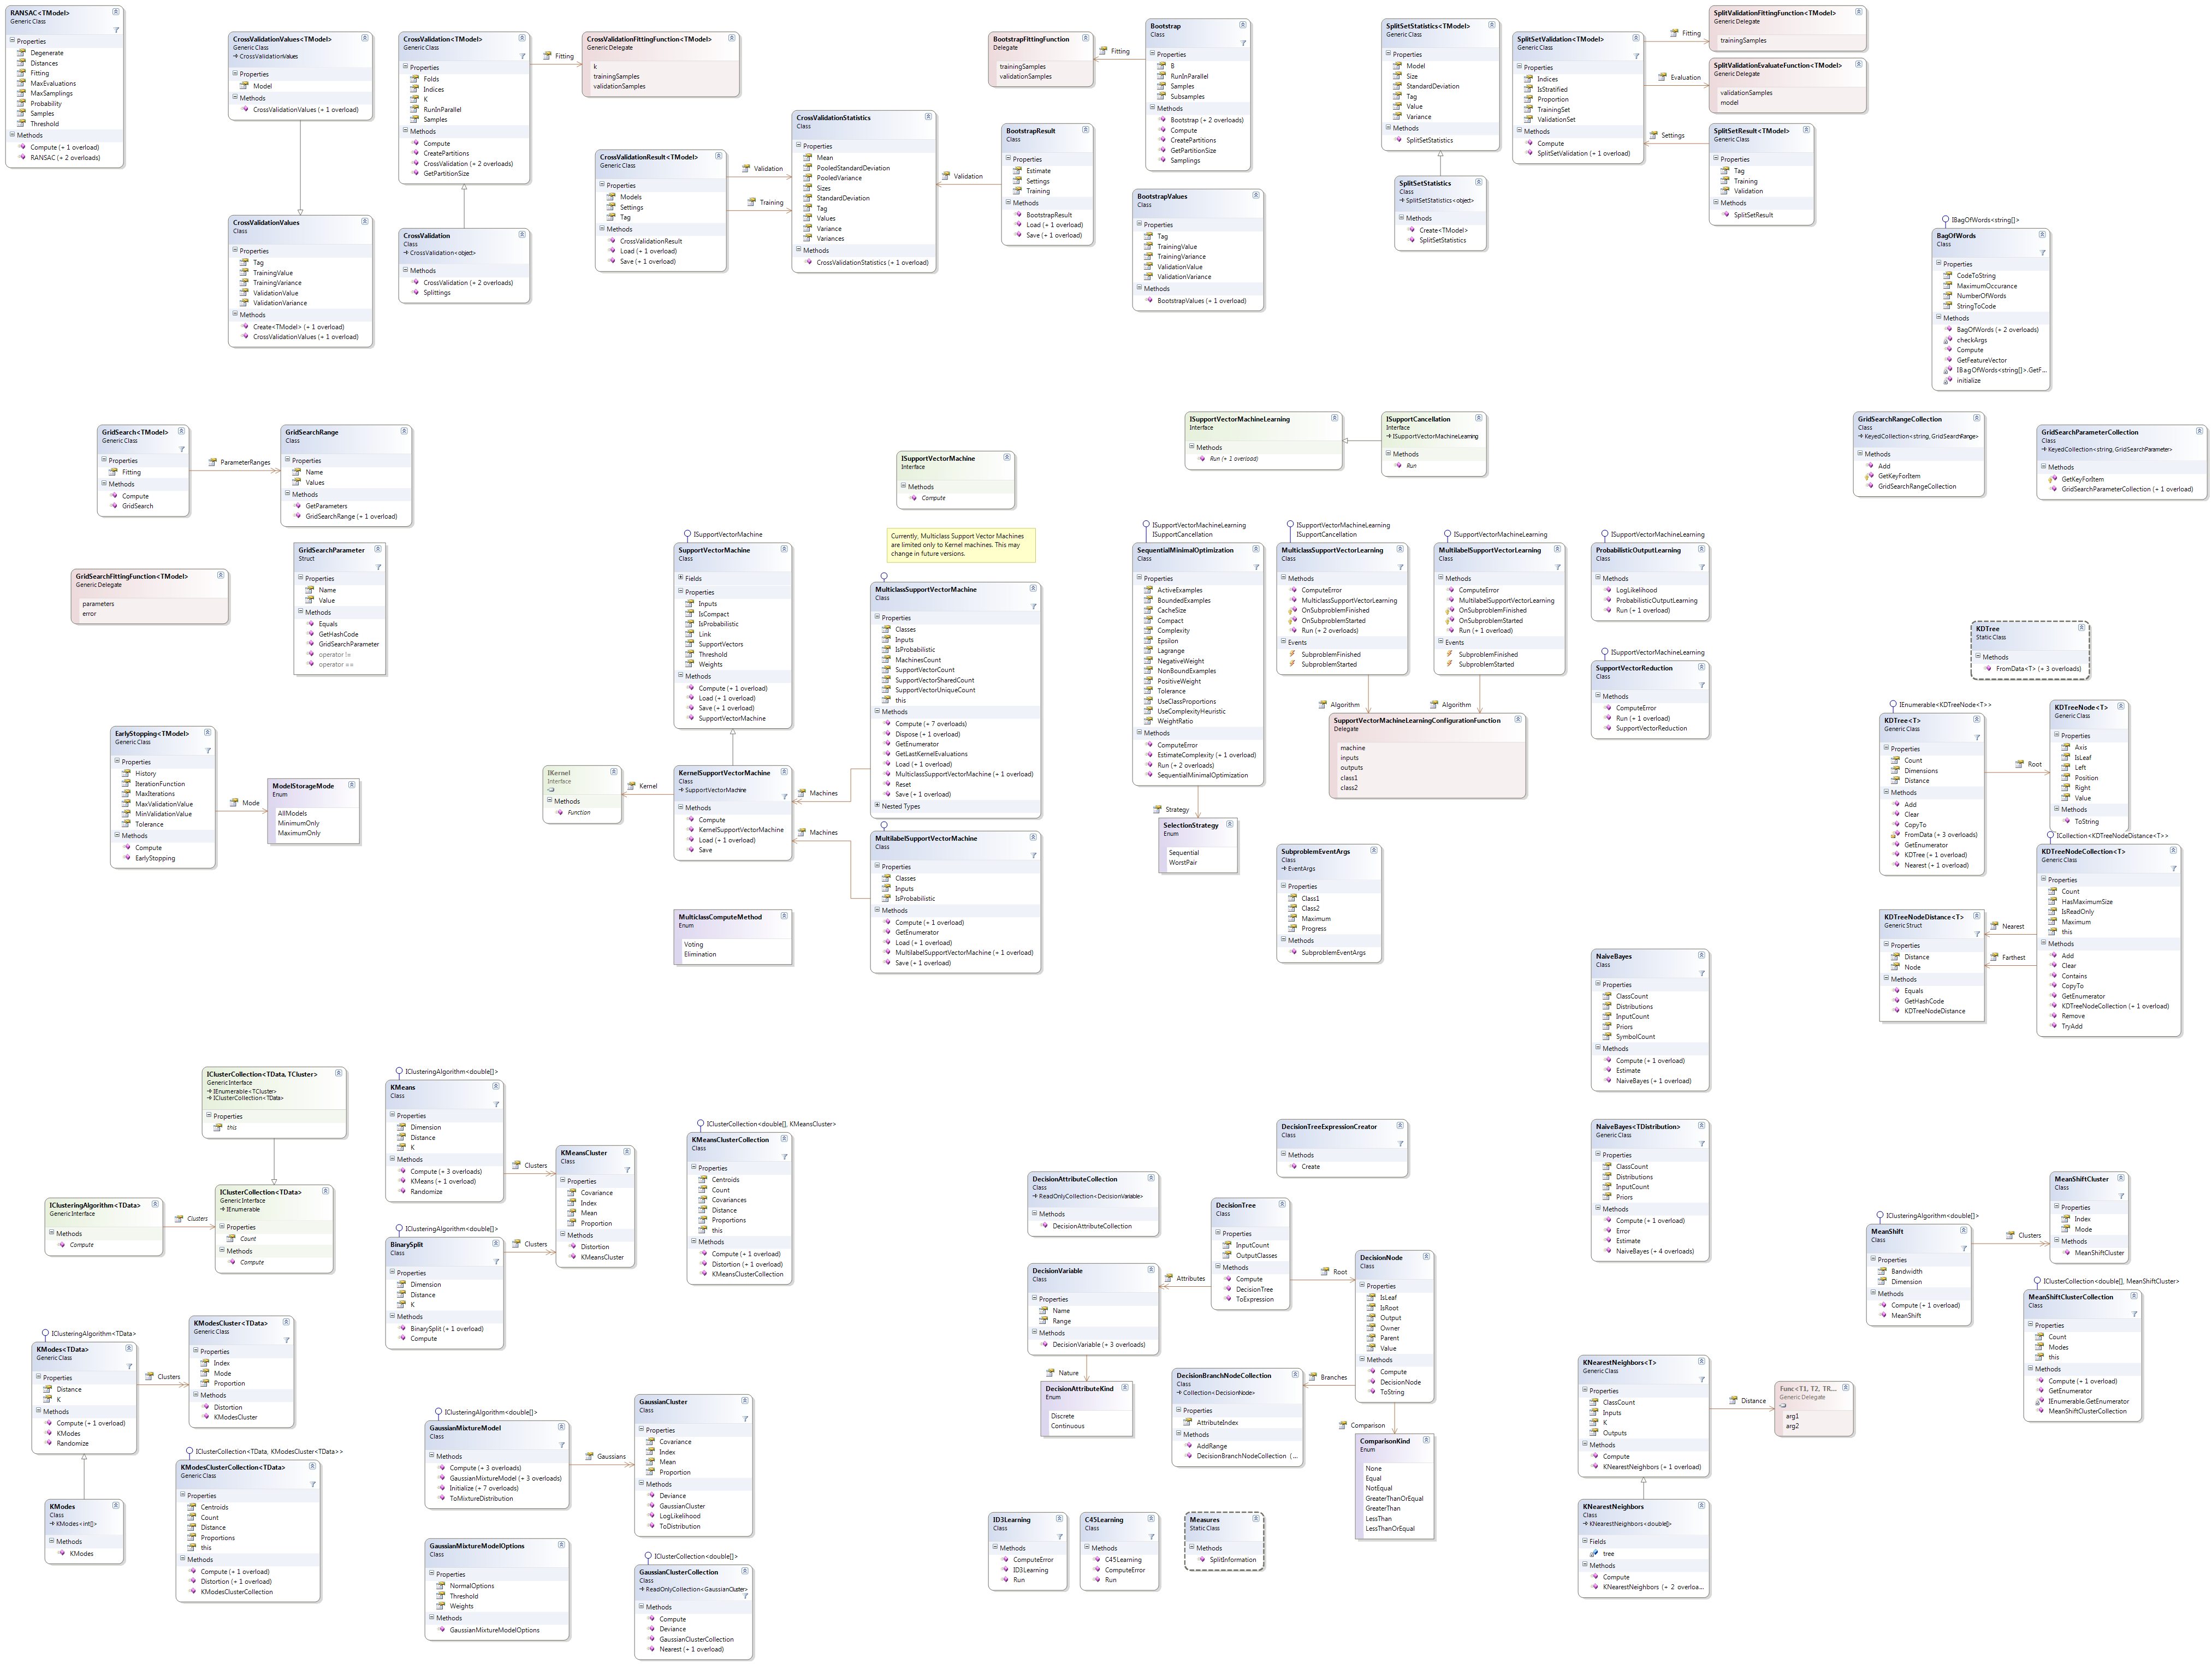 RANSAC<TModel>
Generic Class
Properties
Degenerate
Distances
Fitting
MaxEvaluations
MaxSamplings
Probability
Samples
Threshold
Methods
Compute (+ 1 overload)
RANSAC (+ 2 overloads)
CrossValidationValues<TModel>
Generic Class
CrossValidationValues
Properties
Model
Methods
CrossValidationValues (+ 1 overload)
CrossValidationValues
Class
Properties
Tag
TrainingValue
TrainingVariance
ValidationValue
ValidationVariance
Methods
Create<TModel> (+ 1 overload)
CrossValidationValues (+ 1 overload)
CrossValidation<TModel>
Generic Class
Properties
Folds
Indices
K
RunInParallel
Samples
Methods
Compute
CreatePartitions
CrossValidation (+ 2 overloads)
GetPartitionSize
Fitting
CrossValidation
Class
CrossValidation<object>
Methods
CrossValidation (+ 2 overloads)
Splittings
CrossValidationFittingFunction<TModel>
Generic Delegate
k
trainingSamples
validationSamples
CrossValidationResult<TModel>
Generic Class
Properties
Models
Settings
Tag
Methods
CrossValidationResult
Load (+ 1 overload)
Save (+ 1 overload)
Validation
Training
CrossValidationStatistics
Class
Properties
Mean
PooledStandardDeviation
PooledVariance
Sizes
StandardDeviation
Tag
Values
Variance
Variances
Methods
CrossValidationStatistics (+ 1 overload)
Validation
BootstrapResult
Class
Properties
Estimate
Settings
Training
Methods
BootstrapResult
Load (+ 1 overload)
Save (+ 1 overload)
BootstrapFittingFunction
Delegate
trainingSamples
validationSamples
Fitting
Bootstrap
Class
Properties
B
RunInParallel
Samples
Subsamples
Methods
Bootstrap (+ 2 overloads)
Compute
CreatePartitions
GetPartitionSize
Samplings
BootstrapValues
Class
Properties
Tag
TrainingValue
TrainingVariance
ValidationValue
ValidationVariance
Methods
BootstrapValues (+ 1 overload)
SplitSetStatistics<TModel>
Generic Class
Properties
Model
Size
StandardDeviation
Tag
Value
Variance
Methods
SplitSetStatistics
SplitSetStatistics
Class
SplitSetStatistics<object>
Methods
Create<TModel>
SplitSetStatistics
SplitSetValidation<TModel>
Generic Class
Properties
Indices
IsStratified
Proportion
TrainingSet
ValidationSet
Methods
Compute
SplitSetValidation (+ 1 overload)
Fitting
Evaluation
Settings
SplitValidationFittingFunction<TModel>
Generic Delegate
trainingSamples
SplitValidationEvaluateFunction<TModel>
Generic Delegate
validationSamples
model
SplitSetResult<TModel>
Generic Class
Properties
Tag
Training
Validation
Methods
SplitSetResult
IBagOfWords<string[]>
BagOfWords
Class
Properties
CodeToString
MaximumOccurance
NumberOfWords
StringToCode
Methods
BagOfWords (+ 2 overloads)
checkArgs
Compute
GetFeatureVector
IBagOfWords<string[]>.GetF...
initialize
GridSearch<TModel>
Generic Class
Properties
Fitting
Methods
Compute
GridSearch
ParameterRanges
GridSearchRange
Class
Properties
Name
Values
Methods
GetParameters
GridSearchRange (+ 1 overload)
GridSearchFittingFunction<TModel>
Generic Delegate
parameters
error
GridSearchParameter
Struct
Properties
Name
Value
Methods
Equals
GetHashCode
GridSearchParameter
operator !=
operator ==
EarlyStopping<TModel>
Generic Class
Properties
History
IterationFunction
MaxIterations
MaxValidationValue
MinValidationValue
Tolerance
Methods
Compute
EarlyStopping
Mode
ModelStorageMode
Enum
AllModels
MinimumOnly
MaximumOnly
ISupportVectorMachine
Interface
Methods
Compute
Currently, Multiclass Support Vector Machines
are limited only to Kernel machines. This may
change in future versions.
ISupportVectorMachine
SupportVectorMachine
Class
Fields
Properties
Inputs
IsCompact
IsProbabilistic
Link
SupportVectors
Threshold
Weights
Methods
Compute (+ 1 overload)
Load (+ 1 overload)
Save (+ 1 overload)
SupportVectorMachine
IKernel
Interface
Methods
Function
Kernel
KernelSupportVectorMachine
Class
SupportVectorMachine
Methods
Compute
KernelSupportVectorMachine
Load (+ 1 overload)
Save
Machines
Machines
MulticlassComputeMethod
Enum
Voting
Elimination
MulticlassSupportVectorMachine
Class
Properties
Classes
Inputs
IsProbabilistic
MachinesCount
SupportVectorCount
SupportVectorSharedCount
SupportVectorUniqueCount
this
Methods
Compute (+ 7 overloads)
Dispose (+ 1 overload)
GetEnumerator
GetLastKernelEvaluations
Load (+ 1 overload)
MulticlassSupportVectorMachine (+ 1 overload)
Reset
Save (+ 1 overload)
Nested Types
MultilabelSupportVectorMachine
Class
Properties
Classes
Inputs
IsProbabilistic
Methods
Compute (+ 1 overload)
GetEnumerator
Load (+ 1 overload)
MultilabelSupportVectorMachine (+ 1 overload)
Save (+ 1 overload)
ISupportVectorMachineLearning
Interface
Methods
Run (+ 1 overload)
ISupportCancellation
Interface
ISupportVectorMachineLearning
Methods
Run
ISupportVectorMachineLearning
ISupportCancellation
SequentialMinimalOptimization
Class
Properties
ActiveExamples
BoundedExamples
CacheSize
Compact
Complexity
Epsilon
Lagrange
NegativeWeight
NonBoundExamples
PositiveWeight
Tolerance
UseClassProportions
UseComplexityHeuristic
WeightRatio
Methods
ComputeError
EstimateComplexity (+ 1 overload)
Run (+ 2 overloads)
SequentialMinimalOptimization
Strategy
SelectionStrategy
Enum
Sequential
WorstPair
ISupportVectorMachineLearning
ISupportCancellation
MulticlassSupportVectorLearning
Class
Methods
ComputeError
MulticlassSupportVectorLearning
OnSubproblemFinished
OnSubproblemStarted
Run (+ 2 overloads)
Events
SubproblemFinished
SubproblemStarted
Algorithm
ISupportVectorMachineLearning
MultilabelSupportVectorLearning
Class
Methods
ComputeError
MultilabelSupportVectorLearning
OnSubproblemFinished
OnSubproblemStarted
Run (+ 1 overload)
Events
SubproblemFinished
SubproblemStarted
Algorithm
SupportVectorMachineLearningConfigurationFunction
Delegate
machine
inputs
outputs
class1
class2
SubproblemEventArgs
Class
EventArgs
Properties
Class1
Class2
Maximum
Progress
Methods
SubproblemEventArgs
ISupportVectorMachineLearning
ProbabilisticOutputLearning
Class
Methods
LogLikelihood
ProbabilisticOutputLearning
Run (+ 1 overload)
ISupportVectorMachineLearning
SupportVectorReduction
Class
Methods
ComputeError
Run (+ 1 overload)
SupportVectorReduction
GridSearchRangeCollection
Class
KeyedCollection<string, GridSearchRange>
Methods
Add
GetKeyForItem
GridSearchRangeCollection
GridSearchParameterCollection
Class
KeyedCollection<string, GridSearchParameter>
Methods
GetKeyForItem
GridSearchParameterCollection (+ 1 overload)
KDTree
Static Class
Methods
FromData<T> (+ 3 overloads)
IEnumerable<KDTreeNode<T>>
KDTree<T>
Generic Class
Properties
Count
Dimensions
Distance
Methods
Add
Clear
CopyTo
FromData (+ 3 overloads)
GetEnumerator
KDTree (+ 1 overload)
Nearest (+ 1 overload)
Root
KDTreeNode<T>
Generic Class
Properties
Axis
IsLeaf
Left
Position
Right
Value
Methods
ToString
ICollection<KDTreeNodeDistance<T>>
KDTreeNodeCollection<T>
Generic Class
Properties
Count
HasMaximumSize
IsReadOnly
Maximum
this
Methods
Add
Clear
Contains
CopyTo
GetEnumerator
KDTreeNodeCollection (+ 1 overload)
Remove
TryAdd
Nearest
Farthest
KDTreeNodeDistance<T>
Generic Struct
Properties
Distance
Node
Methods
Equals
GetHashCode
KDTreeNodeDistance
NaiveBayes
Class
Properties
ClassCount
Distributions
InputCount
Priors
SymbolCount
Methods
Compute (+ 1 overload)
Estimate
NaiveBayes (+ 1 overload)
NaiveBayes<TDistribution>
Generic Class
Properties
ClassCount
Distributions
InputCount
Priors
Methods
Compute (+ 1 overload)
Error
Estimate
NaiveBayes (+ 4 overloads)
IClusterCollection<TData, TCluster>
Generic Interface
IEnumerable<TCluster>
IClusterCollection<TData>
Properties
this
IClusteringAlgorithm<TData>
Generic Interface
Methods
Compute
Clusters
IClusterCollection<TData>
Generic Interface
IEnumerable
Properties
Count
Methods
Compute
IClusteringAlgorithm<double[]>
KMeans
Class
Properties
Dimension
Distance
K
Methods
Compute (+ 3 overloads)
KMeans (+ 1 overload)
Randomize
Clusters
IClusteringAlgorithm<double[]>
BinarySplit
Class
Properties
Dimension
Distance
K
Methods
BinarySplit (+ 1 overload)
Compute
Clusters
KMeansCluster
Class
Properties
Covariance
Index
Mean
Proportion
Methods
Distortion
KMeansCluster
IClusterCollection<double[], KMeansCluster>
KMeansClusterCollection
Class
Properties
Centroids
Count
Covariances
Distance
Proportions
this
Methods
Compute (+ 1 overload)
Distortion (+ 1 overload)
KMeansClusterCollection
IClusteringAlgorithm<TData>
KModes<TData>
Generic Class
Properties
Distance
K
Methods
Compute (+ 1 overload)
KModes
Randomize
Clusters
KModesCluster<TData>
Generic Class
Properties
Index
Mode
Proportion
Methods
Distortion
KModesCluster
KModes
Class
KModes<int[]>
Methods
KModes
IClusterCollection<TData, KModesCluster<TData>>
KModesClusterCollection<TData>
Generic Class
Properties
Centroids
Count
Distance
Proportions
this
Methods
Compute (+ 1 overload)
Distortion (+ 1 overload)
KModesClusterCollection
IClusteringAlgorithm<double[]>
GaussianMixtureModel
Class
Methods
Compute (+ 3 overloads)
GaussianMixtureModel (+ 3 overloads)
Initialize (+ 7 overloads)
ToMixtureDistribution
Gaussians
GaussianCluster
Class
Properties
Covariance
Index
Mean
Proportion
Methods
Deviance
GaussianCluster
LogLikelihood
ToDistribution
GaussianMixtureModelOptions
Class
Properties
NormalOptions
Threshold
Weights
Methods
GaussianMixtureModelOptions
IClusterCollection<double[]>
GaussianClusterCollection
Class
ReadOnlyCollection<GaussianCluster>
Methods
Compute
Deviance
GaussianClusterCollection
Nearest (+ 1 overload)
DecisionTreeExpressionCreator
Class
Methods
Create
DecisionAttributeCollection
Class
ReadOnlyCollection<DecisionVariable>
Methods
DecisionAttributeCollection
DecisionTree
Class
Properties
InputCount
OutputClasses
Methods
Compute
DecisionTree
ToExpression
Attributes
Root
DecisionVariable
Class
Properties
Name
Range
Methods
DecisionVariable (+ 3 overloads)
Nature
DecisionAttributeKind
Enum
Discrete
Continuous
DecisionNode
Class
Properties
IsLeaf
IsRoot
Output
Owner
Parent
Value
Methods
Compute
DecisionNode
ToString
Branches
Comparison
DecisionBranchNodeCollection
Class
Collection<DecisionNode>
Properties
AttributeIndex
Methods
AddRange
DecisionBranchNodeCollection (...
ComparisonKind
Enum
None
Equal
NotEqual
GreaterThanOrEqual
GreaterThan
LessThan
LessThanOrEqual
ID3Learning
Class
Methods
ComputeError
ID3Learning
Run
C45Learning
Class
Methods
C45Learning
ComputeError
Run
Measures
Static Class
Methods
SplitInformation
KNearestNeighbors<T>
Generic Class
Properties
ClassCount
Inputs
K
Outputs
Methods
Compute
KNearestNeighbors (+ 1 overload)
Distance
Func<T1, T2, TR...
Generic Delegate
arg1
arg2
KNearestNeighbors
Class
KNearestNeighbors<double[]>
Fields
tree
Methods
Compute
KNearestNeighbors (+ 2 overloa...
IClusteringAlgorithm<double[]>
MeanShift
Class
Properties
Bandwidth
Dimension
Methods
Compute (+ 1 overload)
MeanShift
Clusters
MeanShiftCluster
Class
Properties
Index
Mode
Methods
MeanShiftCluster
IClusterCollection<double[], MeanShiftCluster>
MeanShiftClusterCollection
Class
Properties
Count
Modes
this
Methods
Compute (+ 1 overload)
GetEnumerator
IEnumerable.GetEnumerator
MeanShiftClusterCollection